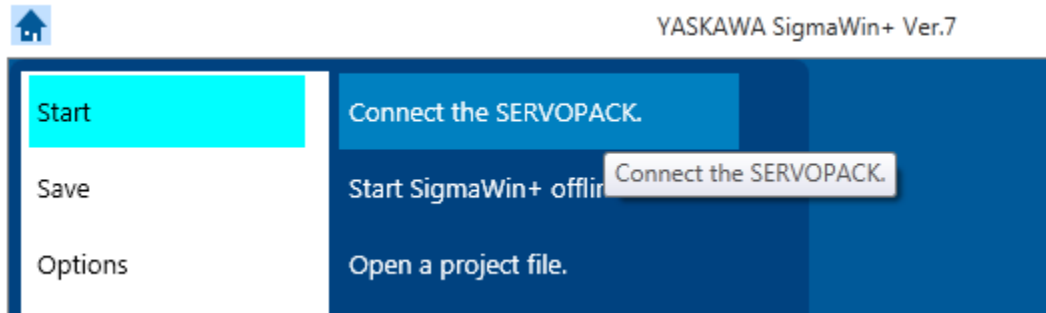 YASKAWA SigmaWin+ Ver.7
Start
Connect the SERVOPACK.
Connect the SERVOPACK.
Save
Start SigmaWin+
Options
Open a project file.